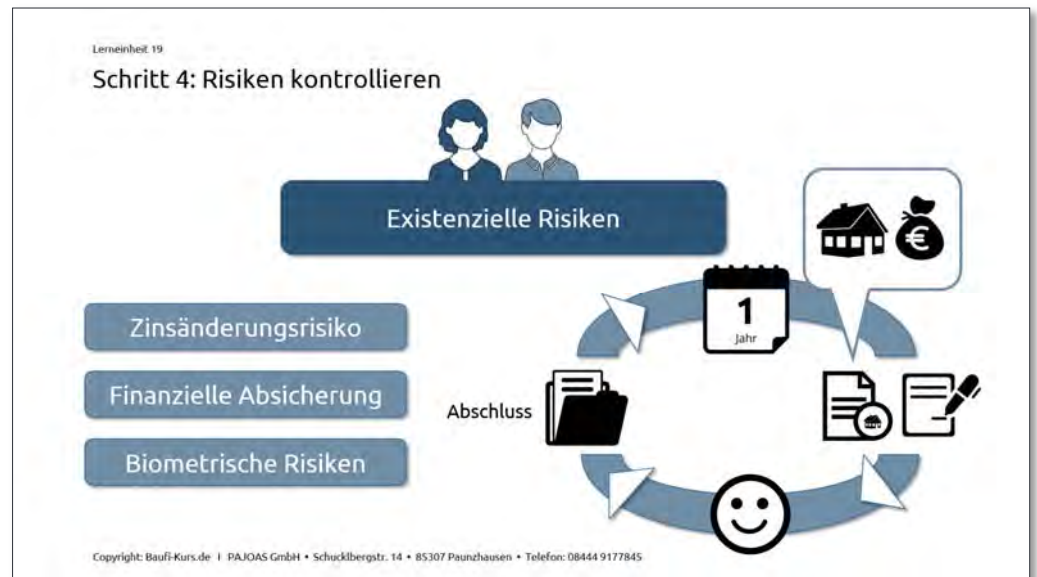 Lerneinheit 19
Schritt 4: Risiken kontrollieren
Existenzielle Risiken
€
Zinsänderungsrisiko
Finanzielle Absicherung
Biometrische Risiken
1
Jahr
Abschluss
Copyright: Baufi-Kurs.de I PAJOAS GmbH • Schucklbergstr. 14 • 85307 Paunzhausen • Telefon: 08444 9177845